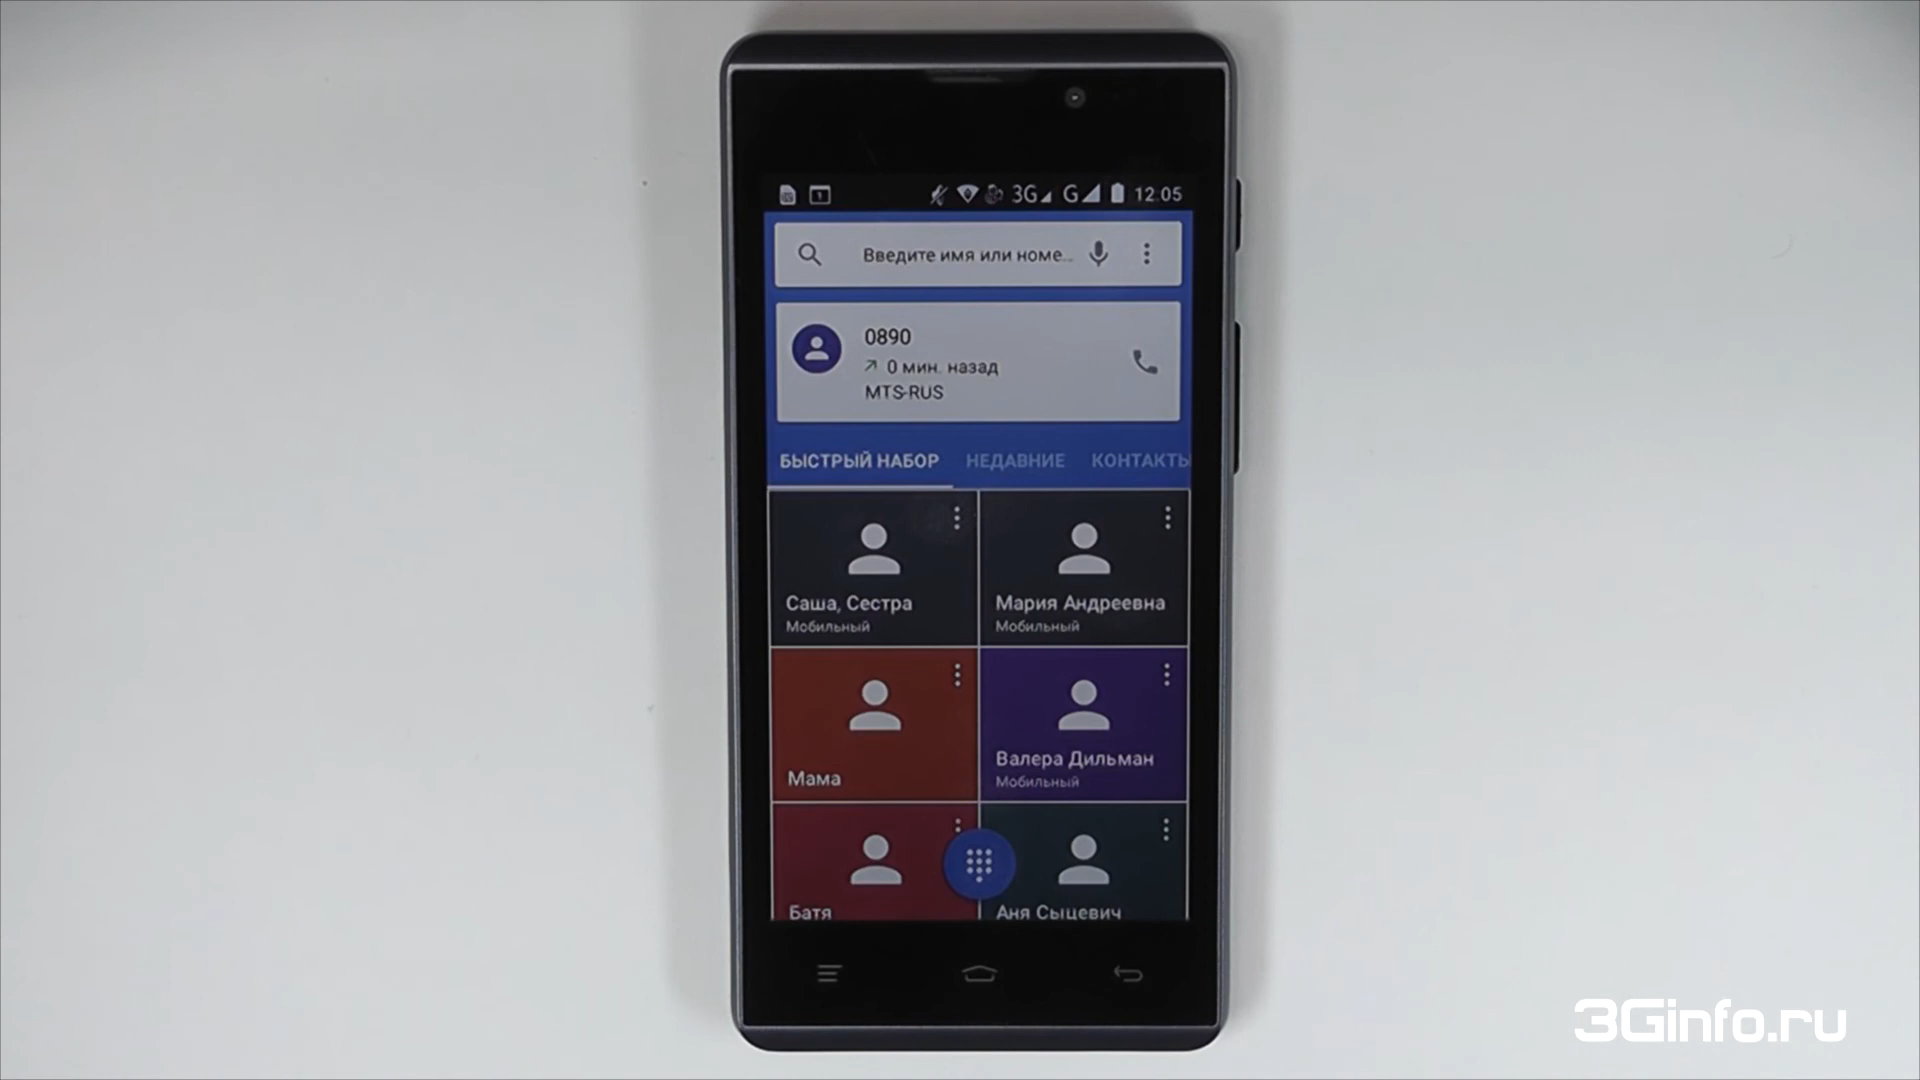 3G G 12:05
Введите имя или номе...
0890
0 мин. назад
MTS-RUS
БЫСТРЫЙ НАБОР НЕДАВНИЕ КОНТАКТЫ
Саша, Сестра
Мобильный
Мария Андреевна
Мобильный
Мама
Валера Дильман
Мобильный
Батя
Аня Сыцевич
3Ginfo.ru